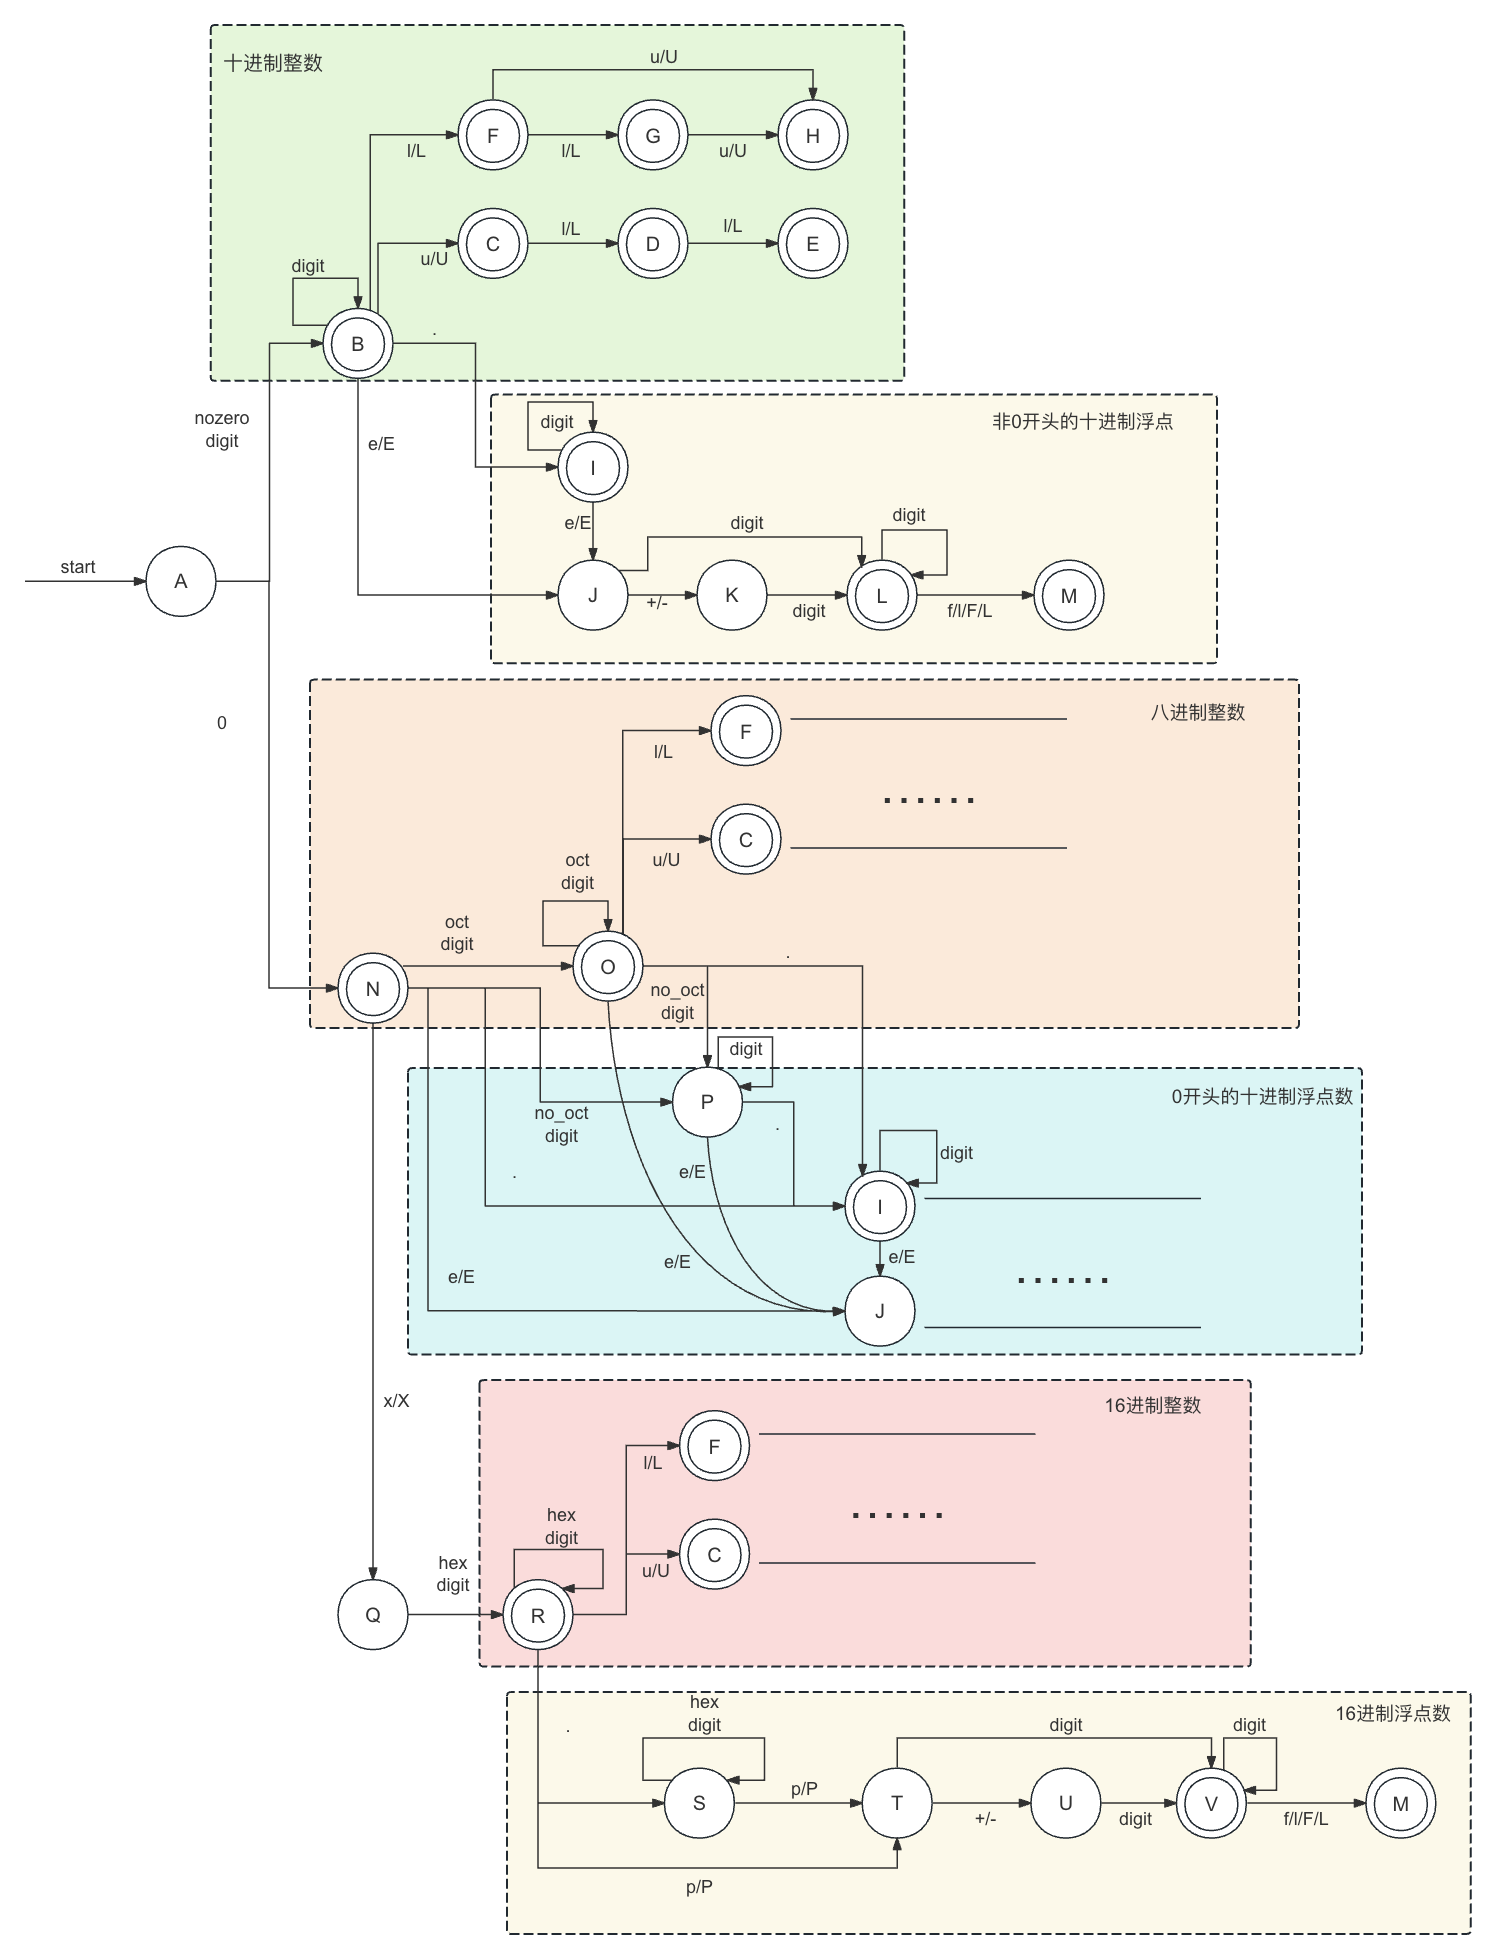 十进制整数
u/U
F
G
H
l/L
l/L
u/U
C
D
E
u/U
l/L
l/L
digit
B
.
nozero
digit
e/E
非0开头的十进制浮点
digit
I
e/E
digit
digit
start
A
J
+/-
K
digit
L
f/l/F/L
M
0
八进制整数
F
l/L
......
C
u/U
oct
digit
oct
digit
N
O
.
no_oct
digit
0开头的十进制浮点数
digit
P
no_oct
digit
.
.
e/E
digit
I
e/E
e/E
e/E
......
J
x/X
16进制整数
F
l/L
......
C
u/U
hex
digit
hex
digit
Q
R
16进制浮点数
.
hex
digit
digit
digit
S
p/P
T
+/-
U
digit
V
f/l/F/L
M
p/P